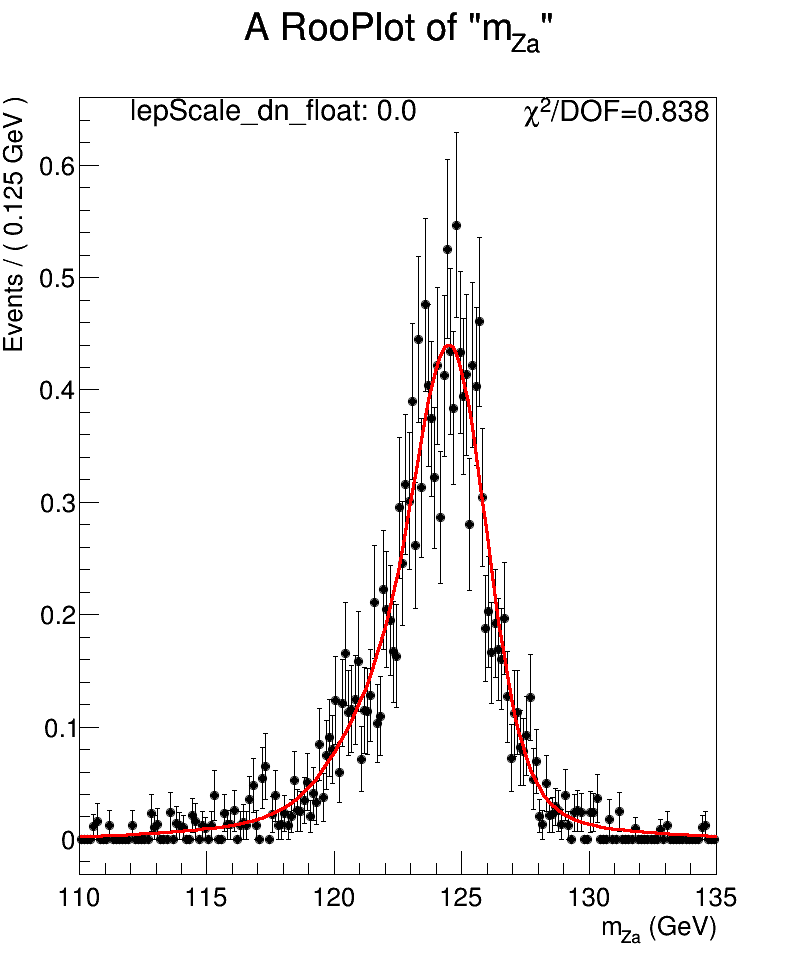 A RooPlot of "m_Za"
lepScale_dn_float: 0.0
χ²/DOF=0.838
Events / ( 0.125 GeV )
0.6
0.5
0.4
0.3
0.2
0.1
0
110 115 120 125 130 135
m_Za (GeV)